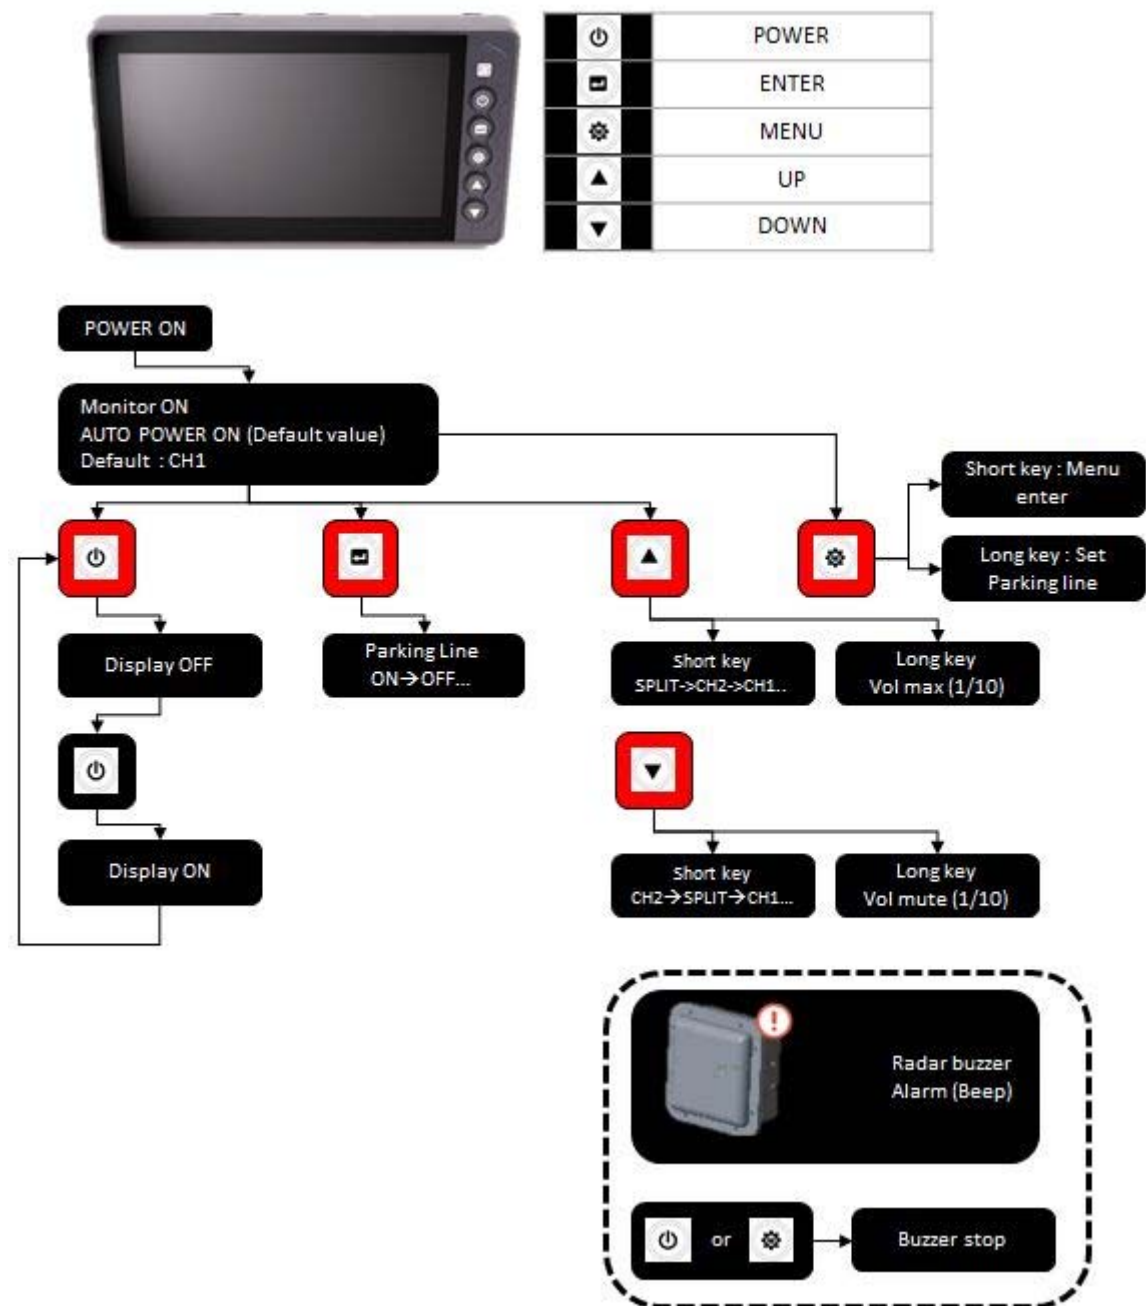 POWER
ENTER
MENU
UP
DOWN
POWER ON
Monitor ON
AUTO POWER ON (Default value)
Default : CH1
Short key : Menu
enter
Long key : Set
Parking line
Display OFF
Parking Line
ON→OFF...
Short key
SPLIT->CH2->CH1..
Long key
Vol max (1/10)
Display ON
Short key
CH2→SPLIT→CH1...
Long key
Vol mute (1/10)
!
Radar buzzer
Alarm (Beep)
or
Buzzer stop